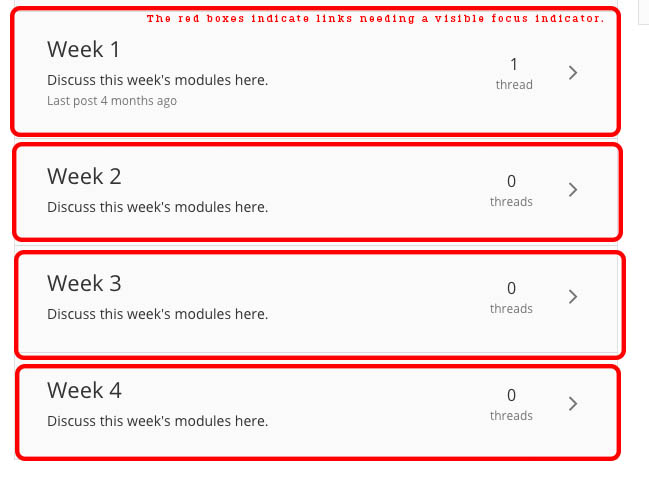 The red boxes indicate links needing a visible focus indicator.
Week 1
Discuss this week's modules here.
Last post 4 months ago
1
thread
Week 2
Discuss this week's modules here.
0
threads
Week 3
Discuss this week's modules here.
0
threads
Week 4
Discuss this week's modules here.
0
threads